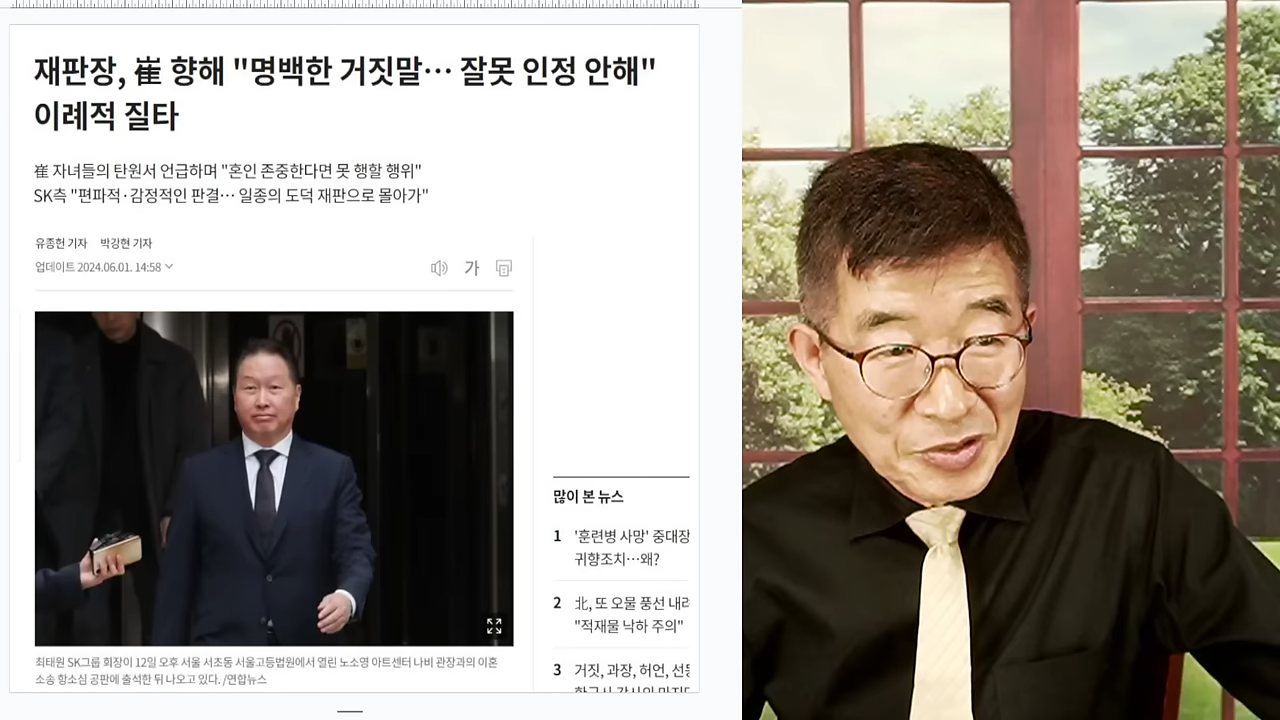 재판장, 崔 향해 "명백한 거짓말… 잘못 인정 안해"
이례적 질타
崔 자녀들의 탄원서 언급하며 "혼인 존중한다면 못 행할 행위"
SK측 "편파적·감정적인 판결… 일종의 도덕 재판으로 몰아가"
유종헌 기자 박강현 기자
업데이트 2024.06.01. 14:58
가
최태원 SK그룹 회장이 12일 오후 서울 서초동 서울고등법원에서 열린 노소영 아트센터 나비 관장과의 이혼
소송 항소심 공판에 출석한 뒤 나오고 있다. /연합뉴스
많이 본 뉴스
1 '훈련병 사망' 중대장
귀향조치…왜?
2 北, 또 오물 풍선 내려
"적재물 낙하 주의"
3 거짓, 과장, 허언, 선동